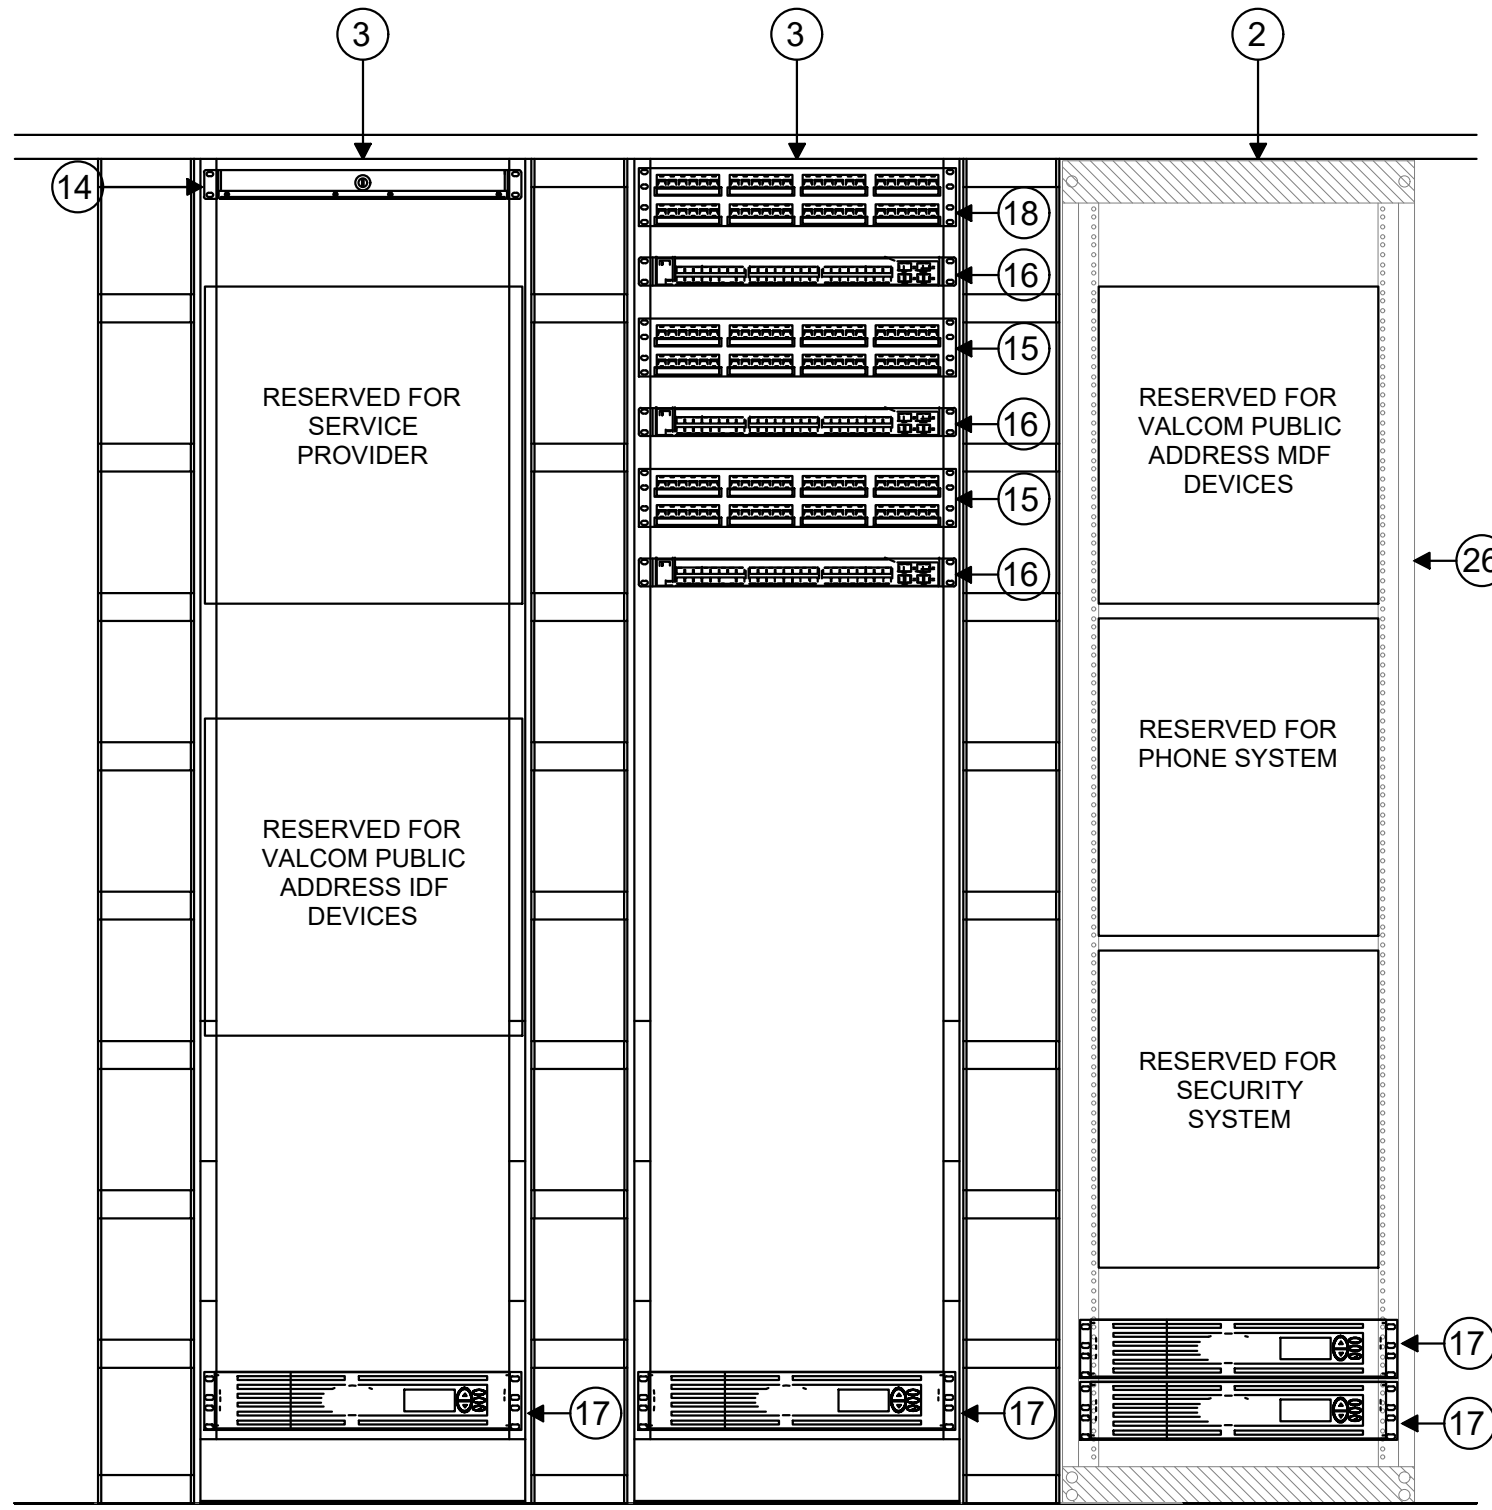 3
3
2
14
18
16
15
16
15
16
26
RESERVED FOR
SERVICE
PROVIDER
RESERVED FOR
VALCOM PUBLIC
ADDRESS MDF
DEVICES
RESERVED FOR
PHONE SYSTEM
RESERVED FOR
VALCOM PUBLIC
ADDRESS IDF
DEVICES
RESERVED FOR
SECURITY
SYSTEM
17
17
17
17